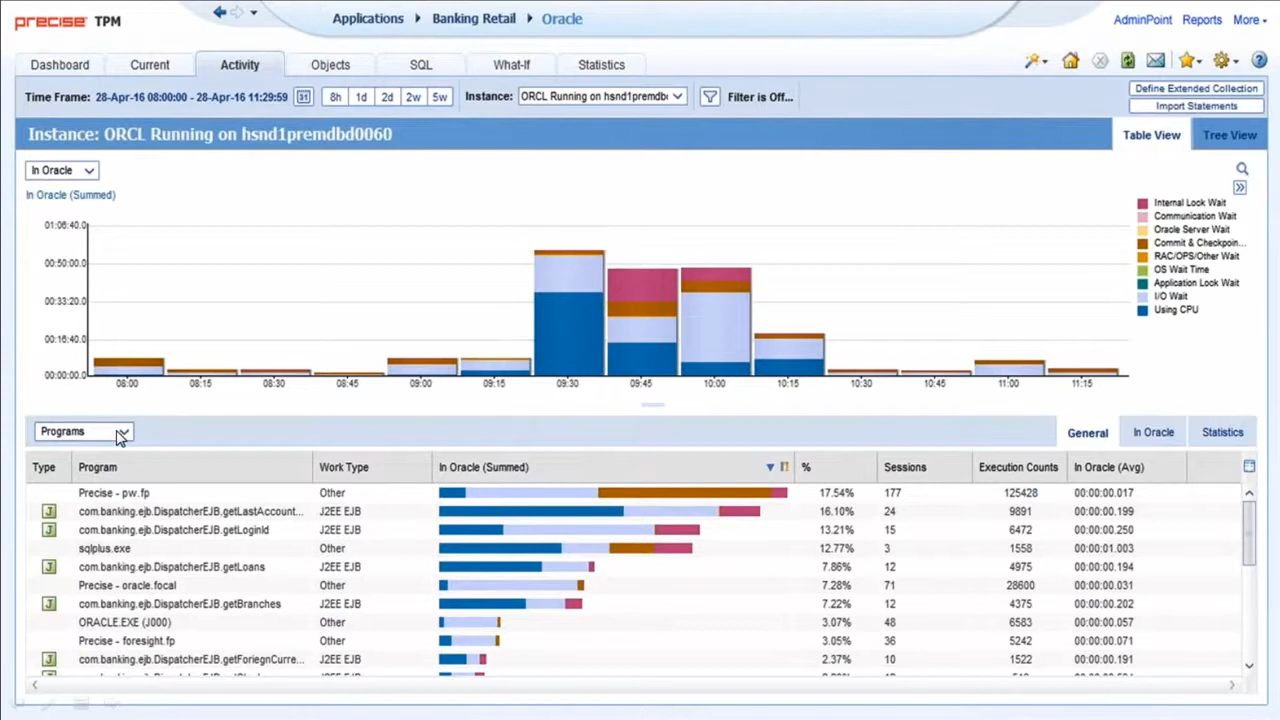 precise TPM
Applications Banking Retail Oracle
AdminPoint Reports More
Dashboard Current Activity Objects SQL What-If Statistics
Time Frame: 28-Apr-16 08:00:00 - 28-Apr-16 11:29:59 31 8h 1d 2d 2w 5w Instance: ORCL Running on hsnd1premdb Filter is Off...
Define Extended Collection
Import Statements
Instance: ORCL Running on hsnd1premdbd0060
Table View Tree View
In Oracle
In Oracle (Summed)
01:06:40.0
00:50:00.0
00:33:20.0
00:16:40.0
00:00:00.0
08:00 08:15 08:30 08:45 09:00 09:15 09:30 09:45 10:00 10:15 10:30 10:45 11:00 11:15
Internal Lock Wait
Communication Wait
Oracle Server Wait
Commit & Checkpoin...
RAC/OPS/Other Wait
OS Wait Time
Application Lock Wait
I/O Wait
Using CPU
Programs
General In Oracle Statistics
Type Program Work Type In Oracle (Summed) % Sessions Execution Counts In Oracle (Avg)
Precise - pw.fp Other 17.54% 177 125428 00:00:00.017
J com.banking.ejb.DispatcherEJB.getLastAccount... J2EE EJB 16.10% 24 9891 00:00:00.199
J com.banking.ejb.DispatcherEJB.getLoginId J2EE EJB 13.21% 15 6472 00:00:00.250
sqlplus.exe Other 12.77% 3 1558 00:00:01.003
J com.banking.ejb.DispatcherEJB.getLoans J2EE EJB 7.86% 12 4975 00:00:00.194
Precise - oracle.focal Other 7.28% 71 28600 00:00:00.031
J com.banking.ejb.DispatcherEJB.getBranches J2EE EJB 7.22% 12 4375 00:00:00.202
ORACLE.EXE (J000) Other 3.07% 48 6583 00:00:00.057
Precise - foresight.fp Other 3.05% 36 5242 00:00:00.071
J com.banking.ejb.DispatcherEJB.getForiegnCurre... J2EE EJB 2.37% 10 1522 00:00:00.191